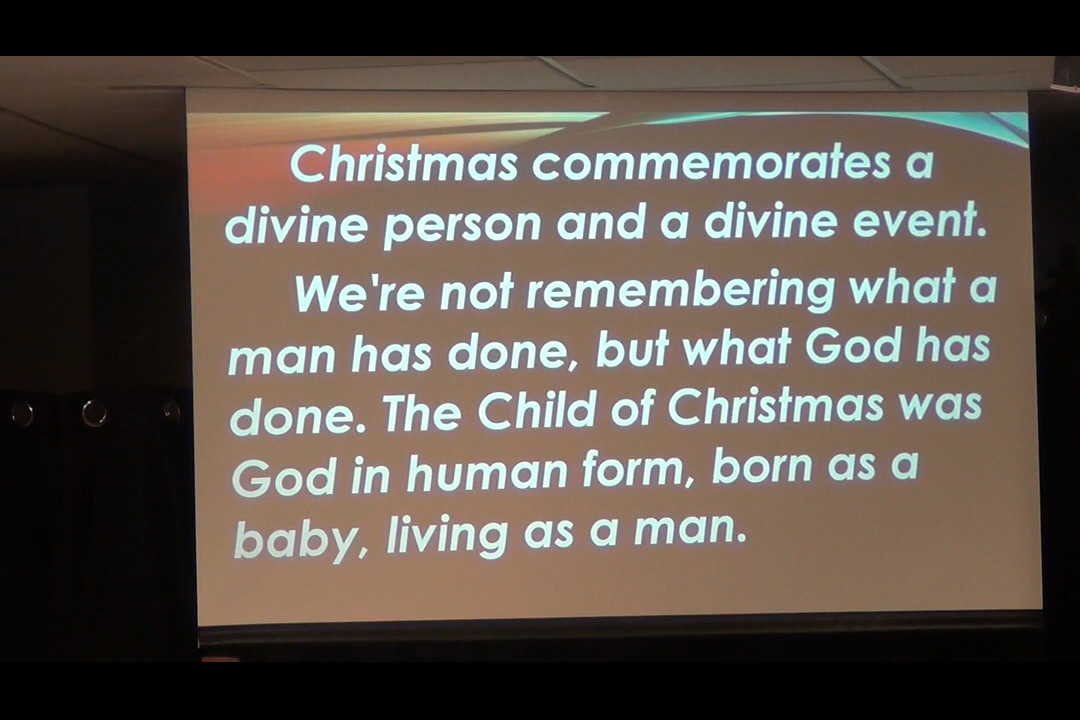 Christmas commemorates a
divine person and a divine event.
We're not remembering what a
man has done, but what God has
done. The Child of Christmas was
God in human form, born as a
baby, living as a man.